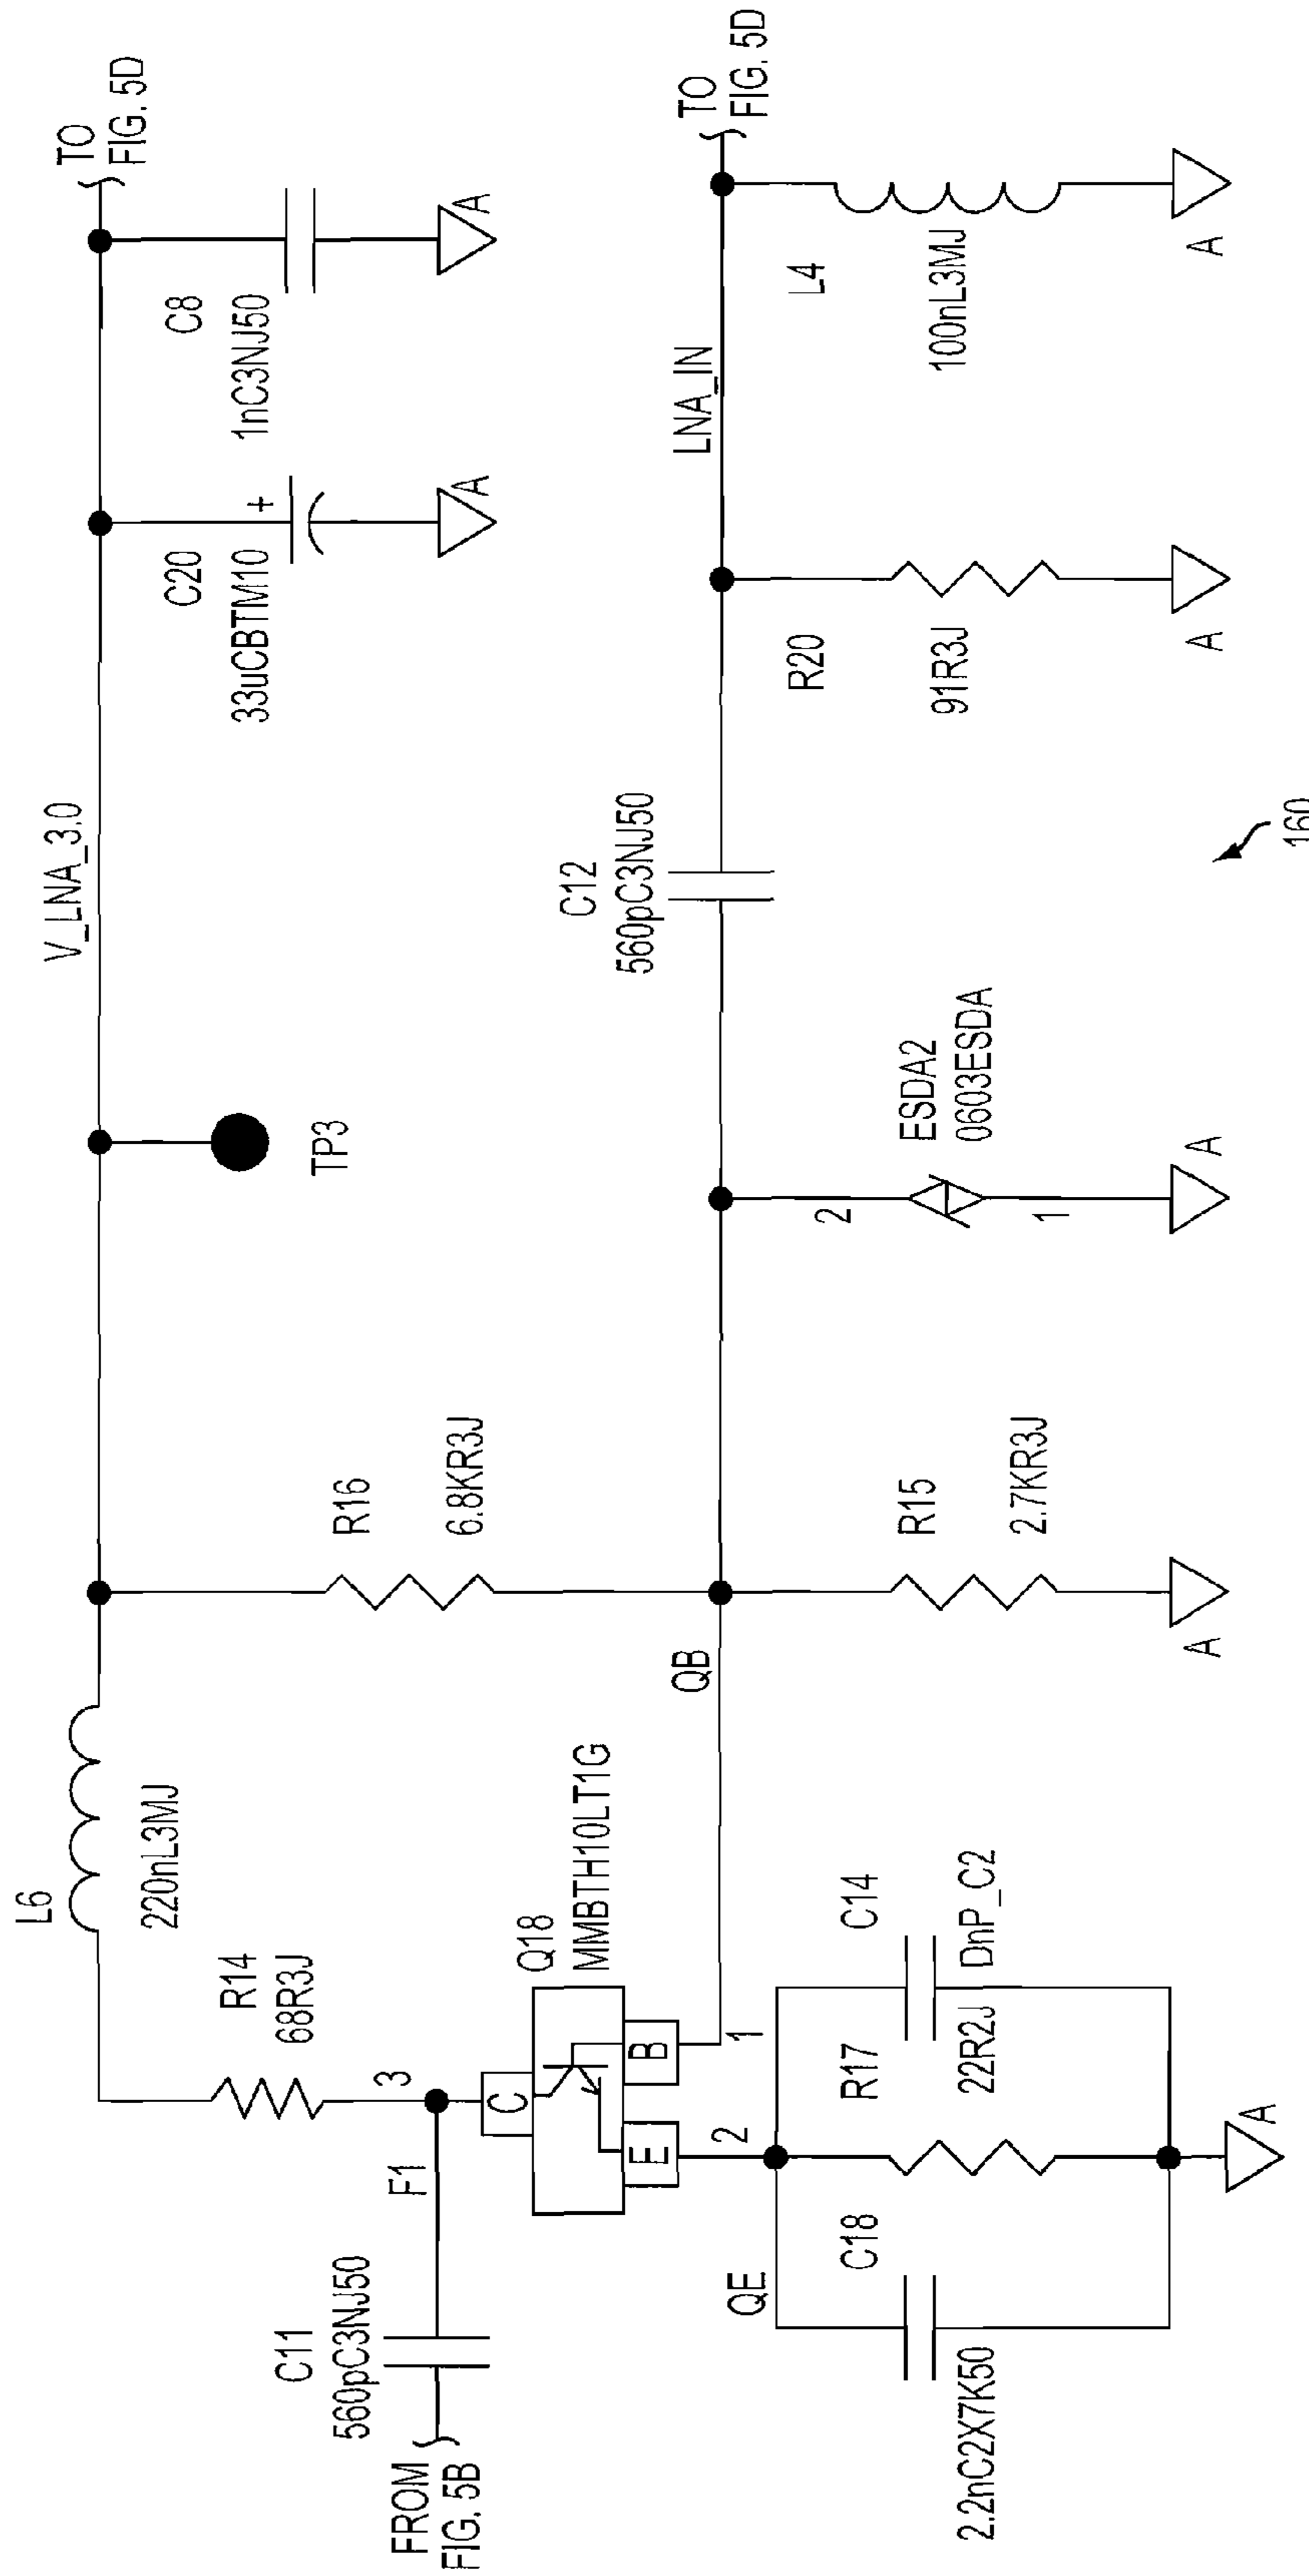 L6
220nL3MJ
V_LNA_3.0
TO
FIG. 5D
R14
68R3J
R16
6.8KR3J
TP3
C20
33uCBTM10
+
A
C8
1nC3NJ50
A
FROM
FIG. 5B
C11
560pC3NJ50
F1
3
C
E
B
Q18
MMBTH10LT1G
2
1
QB
C12
560pC3NJ50
LNA_IN
TO
FIG. 5D
QE
C18
2.2nC2X7K50
R17
22R2J
C14
DnP_C2
A
R15
2.7KR3J
A
2
ESDA2
0603ESDA
1
A
R20
91R3J
A
L4
100nL3MJ
A
160